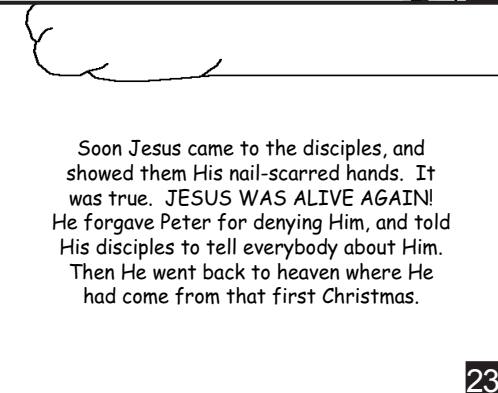 Soon Jesus came to the disciples, and
showed them His nail-scarred hands.  It
was true.  JESUS WAS ALIVE AGAIN!
He forgave Peter for denying Him, and told
His disciples to tell everybody about Him.
Then He went back to heaven where He
had come from that first Christmas.
23